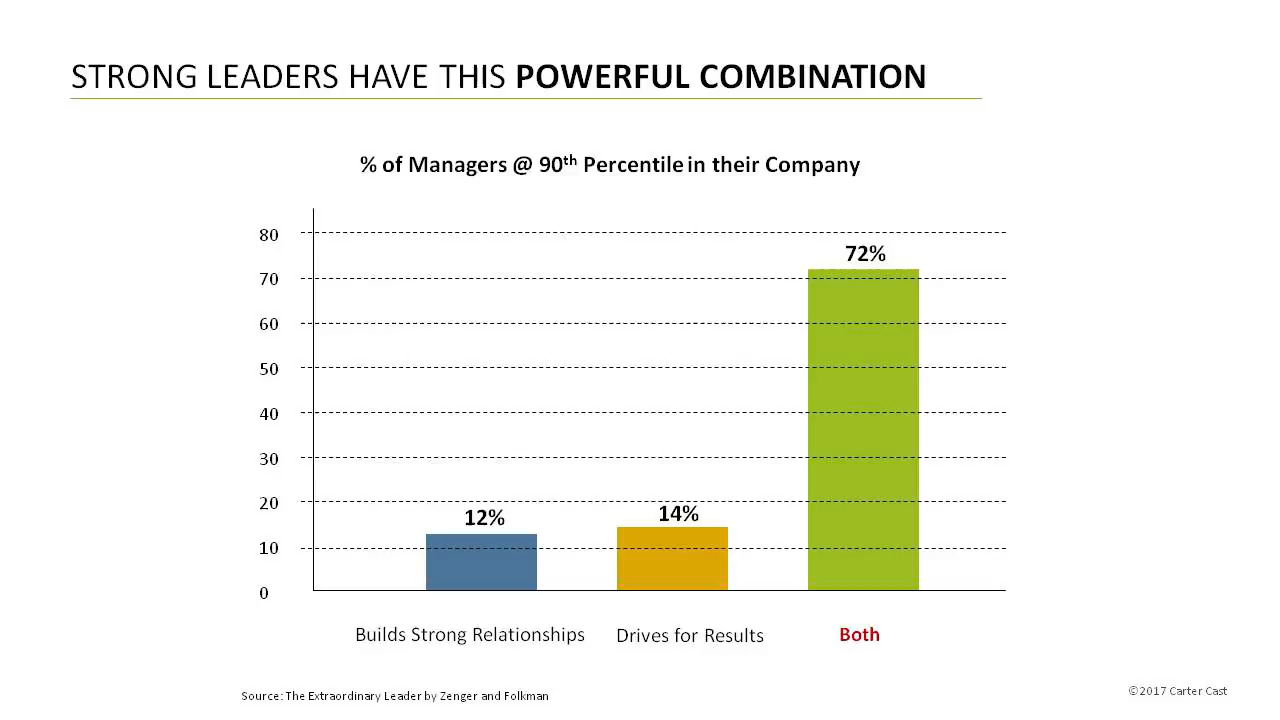 STRONG LEADERS HAVE THIS POWERFUL COMBINATION
% of Managers @ 90th Percentile in their Company
80
70
60
50
40
30
20
10
0
12%
14%
72%
Builds Strong Relationships
Drives for Results
Both
Source: The Extraordinary Leader by Zenger and Folkman
©2017 Carter Cast